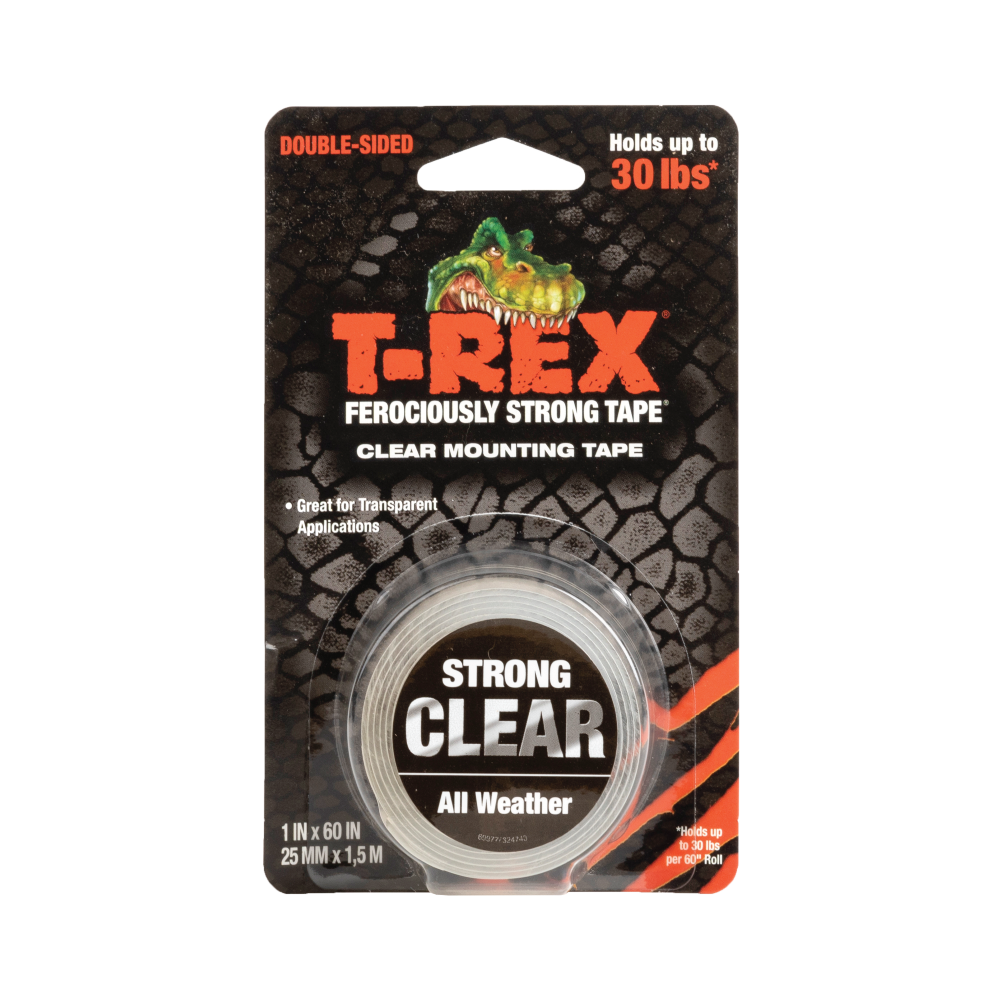 DOUBLE-SIDED
Holds up to
30 lbs*
T-REX®
FEROCIOUSLY STRONG TAPE®
CLEAR MOUNTING TAPE
• Great for Transparent
Applications
STRONG
CLEAR
All Weather
1 IN x 60 IN
25 MM x 1,5 M
*Holds up
to 30 lbs
per 60" Roll